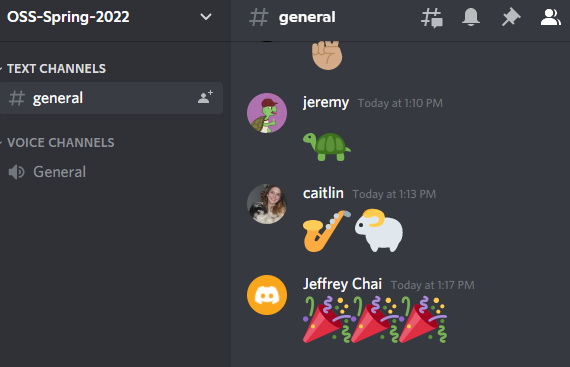 OSS-Spring-2022
general
TEXT CHANNELS
general
VOICE CHANNELS
General
jeremy Today at 1:10 PM
caitlin Today at 1:13 PM
Jeffrey Chai Today at 1:17 PM